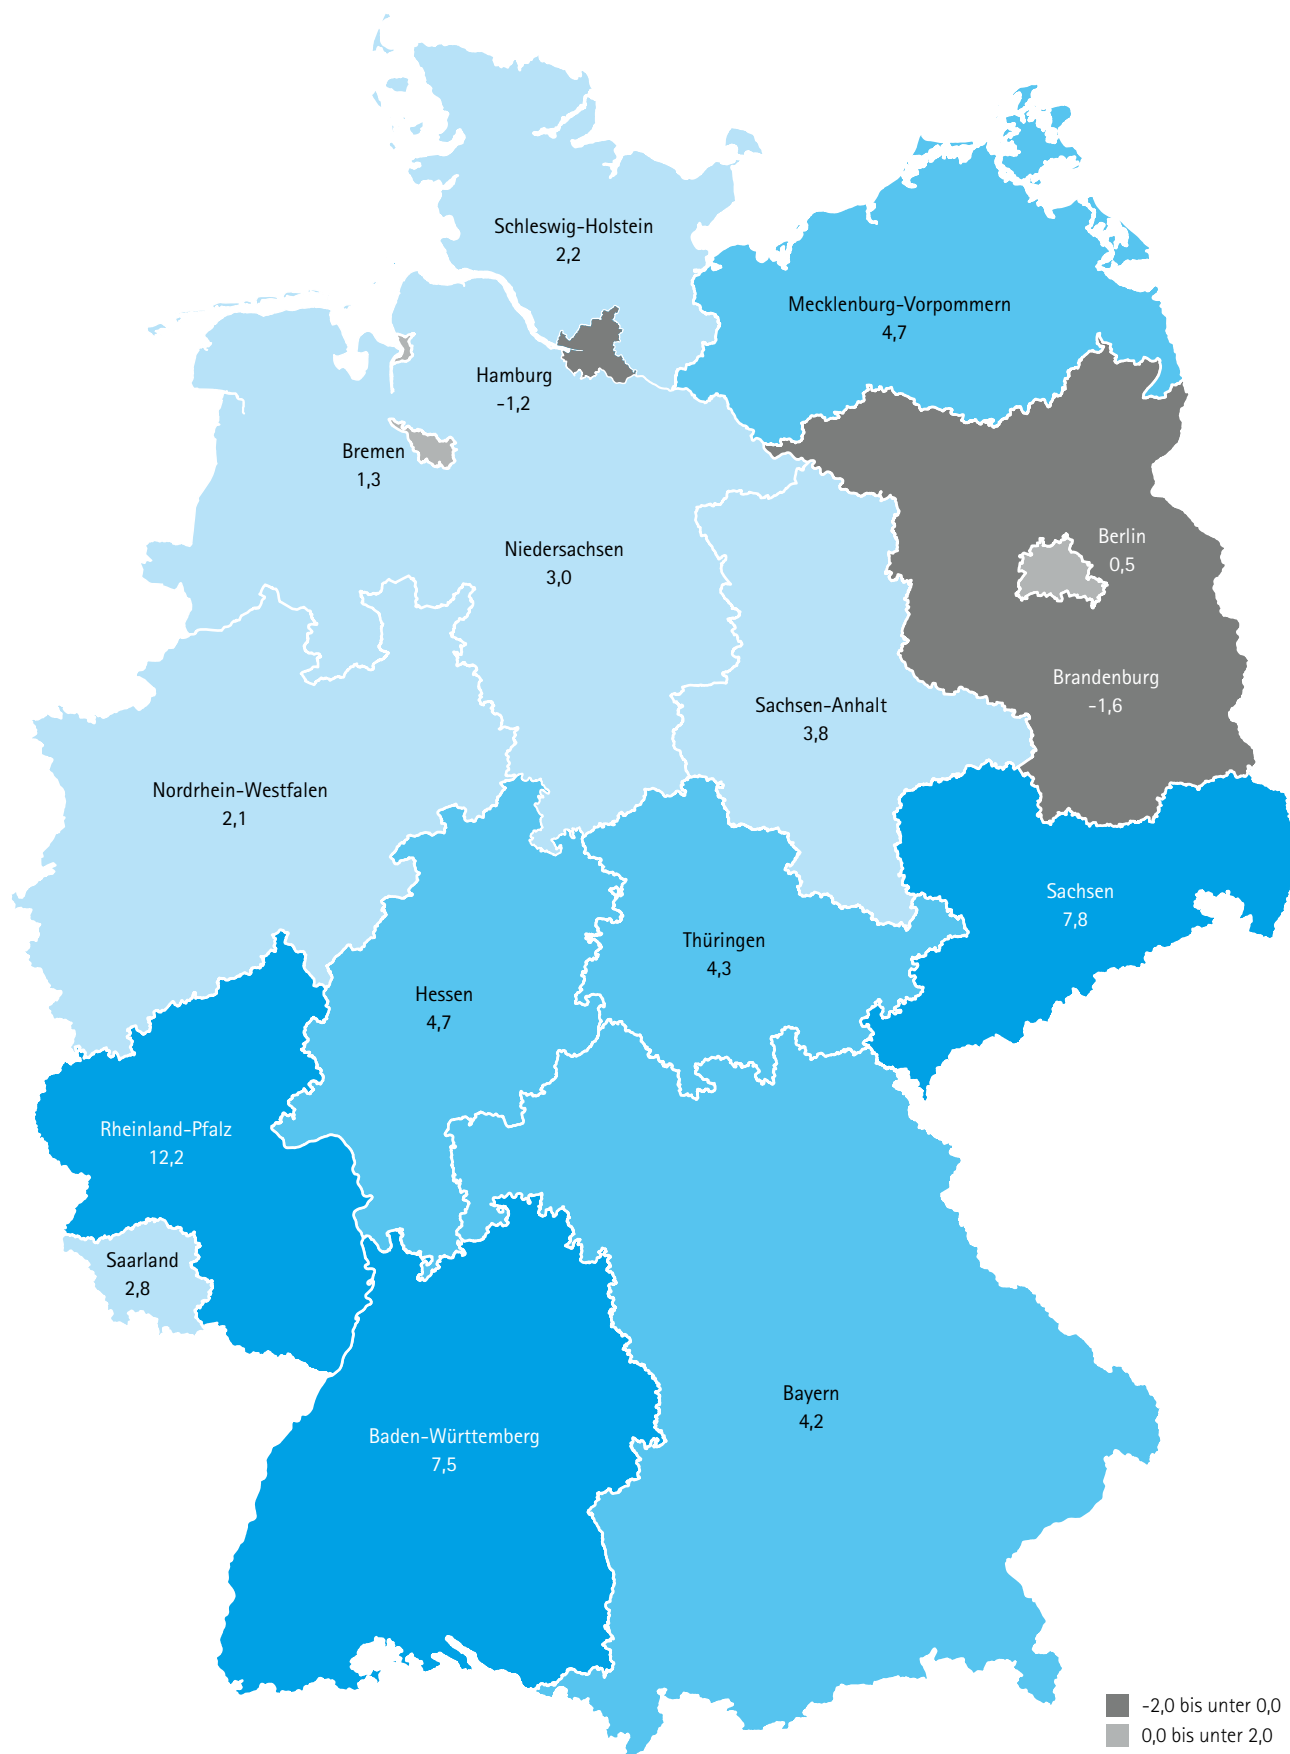 Schleswig-Holstein
2,2
Mecklenburg-Vorpommern
4,7
Hamburg
-1,2
Bremen
1,3
Berlin
0,5
Niedersachsen
3,0
Brandenburg
-1,6
Sachsen-Anhalt
3,8
Nordrhein-Westfalen
2,1
Sachsen
7,8
Thüringen
4,3
Hessen
4,7
Rheinland-Pfalz
12,2
Saarland
2,8
Bayern
4,2
Baden-Württemberg
7,5
-2,0 bis unter 0,0
0,0 bis unter 2,0